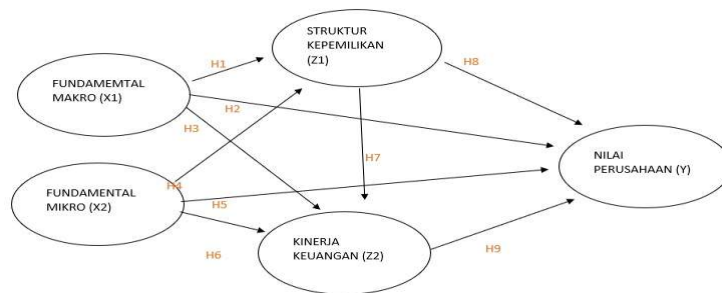 STRUKTUR
KEPEMILIKAN
(Z1)
H1
H8
FUNDAMEMTAL
MAKRO (X1)
H2
H3
H7
NILAI
PERUSAHAAN (Y)
H4
FUNDAMENTAL
MIKRO (X2)
H5
H6
KINERJA
KEUANGAN (Z2)
H9